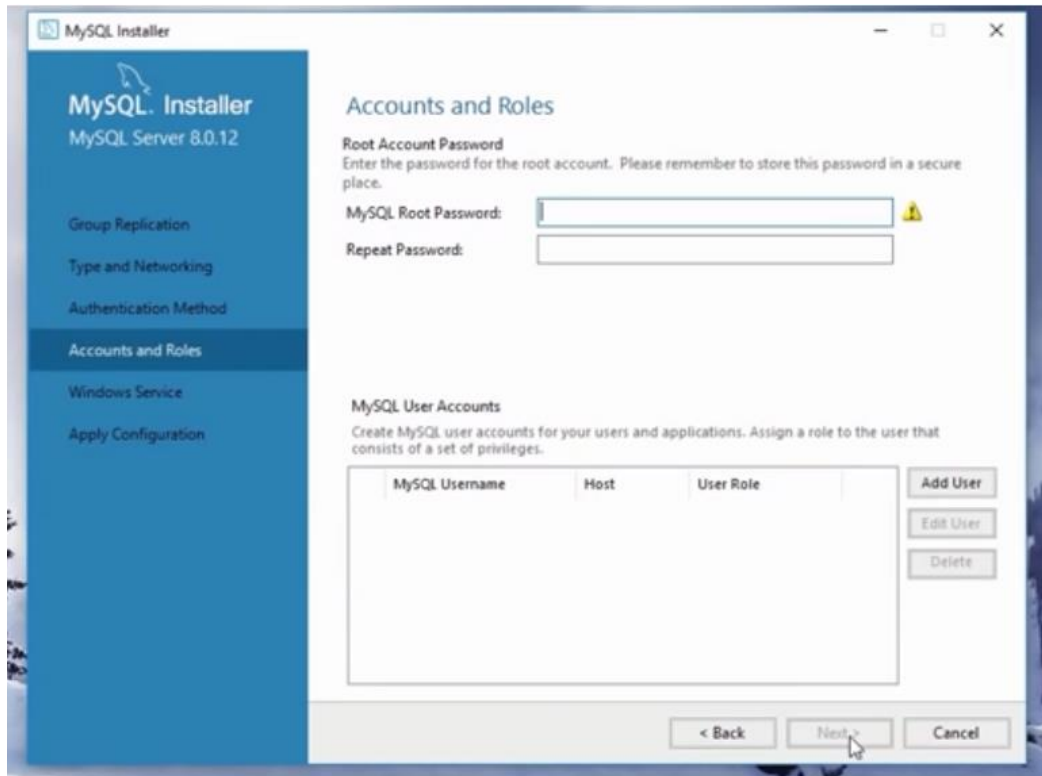 MySQL Installer
MySQL. Installer
MySQL Server 8.0.12
Group Replication
Type and Networking
Authentication Method
Accounts and Roles
Windows Service
Apply Configuration
Accounts and Roles
Root Account Password
Enter the password for the root account. Please remember to store this password in a secure
place.
MySQL Root Password:
Repeat Password:
MySQL User Accounts
Create MySQL user accounts for your users and applications. Assign a role to the user that
consists of a set of privileges.
MySQL Username Host User Role
Add User
Edit User
Delete
< Back Next > Cancel